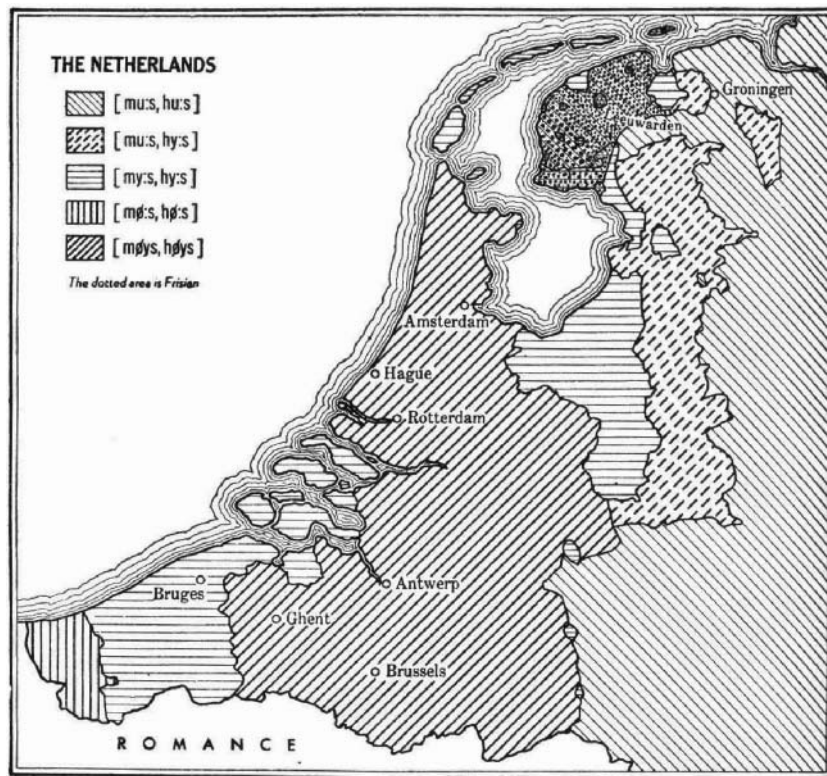 THE NETHERLANDS
[mu:s, hu:s]
[mu:s, hy:s]
[my:s, hy:s]
[mø:s, hø:s]
[møys, høys]
The dotted area is Frisian
Groningen
Amsterdam
Hague
Rotterdam
Antwerp
Bruges
Ghent
Brussels
ROMANCE